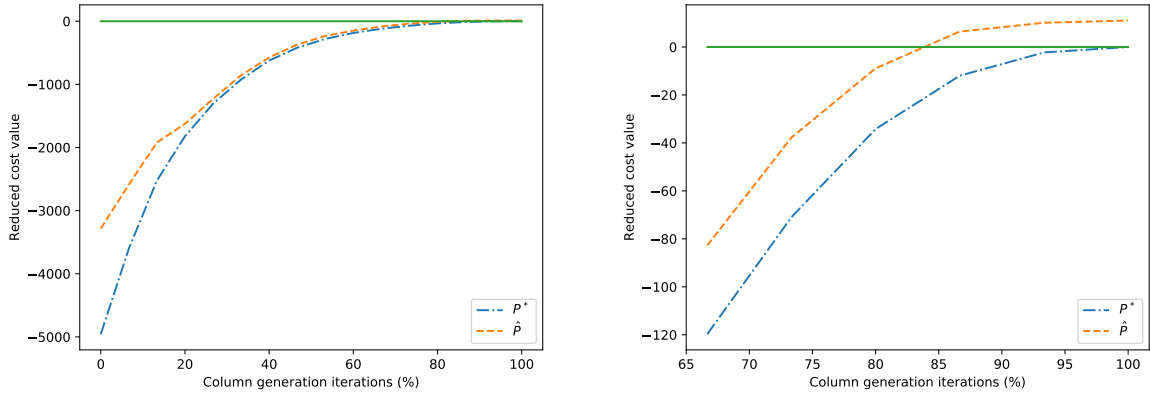 0
−1000
−2000
−3000
−4000
−5000
Reduced cost value
0 20 40 60 80 100
Column generation iterations (%)
P*
P̂
0
−20
−40
−60
−80
−100
−120
Reduced cost value
65 70 75 80 85 90 95 100
Column generation iterations (%)
P*
P̂